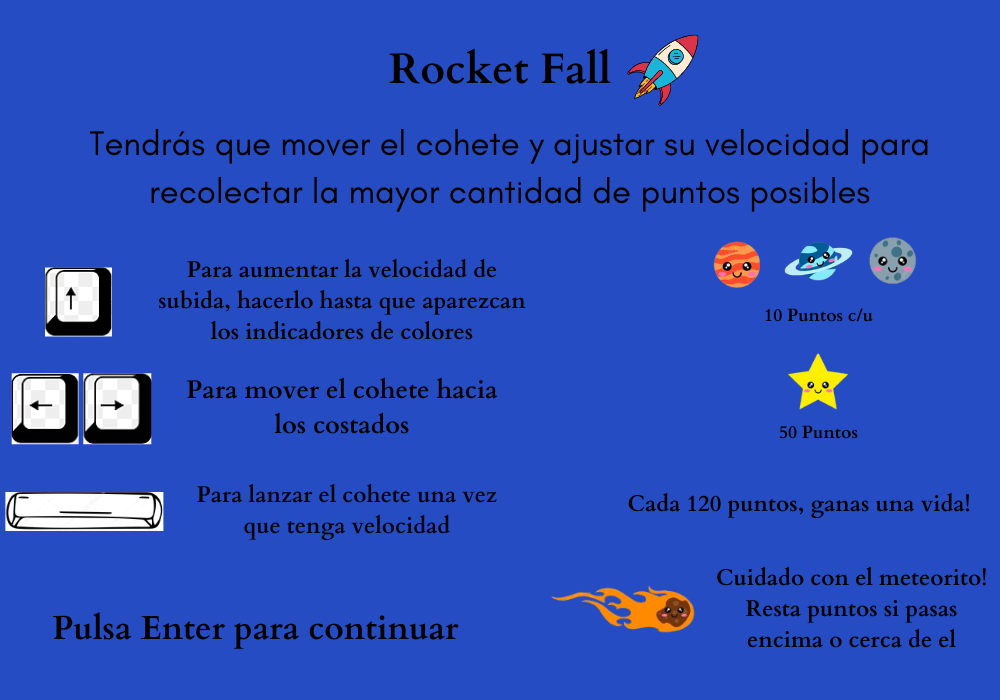 Rocket Fall
Tendrás que mover el cohete y ajustar su velocidad para
recolectar la mayor cantidad de puntos posibles
Para aumentar la velocidad de
subida, hacerlo hasta que aparezcan
los indicadores de colores
Para mover el cohete hacia
los costados
Para lanzar el cohete una vez
que tenga velocidad
Pulsa Enter para continuar
10 Puntos c/u
50 Puntos
Cada 120 puntos, ganas una vida!
Cuidado con el meteorito!
Resta puntos si pasas
encima o cerca de el